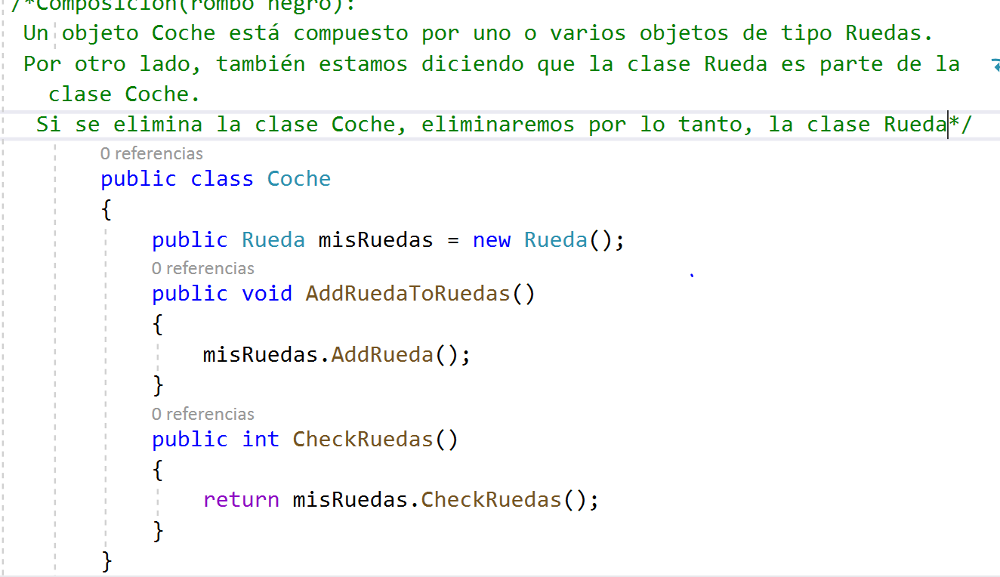 /*Composición(rombo negro):
Un objeto Coche está compuesto por uno o varios objetos de tipo Ruedas.
Por otro lado, también estamos diciendo que la clase Rueda es parte de la
clase Coche.
Si se elimina la clase Coche, eliminaremos por lo tanto, la clase Rueda*/
0 referencias
public class Coche
{
public Rueda misRuedas = new Rueda();
0 referencias
public void AddRuedaToRuedas()
{
misRuedas.AddRueda();
}
0 referencias
public int CheckRuedas()
{
return misRuedas.CheckRuedas();
}
}